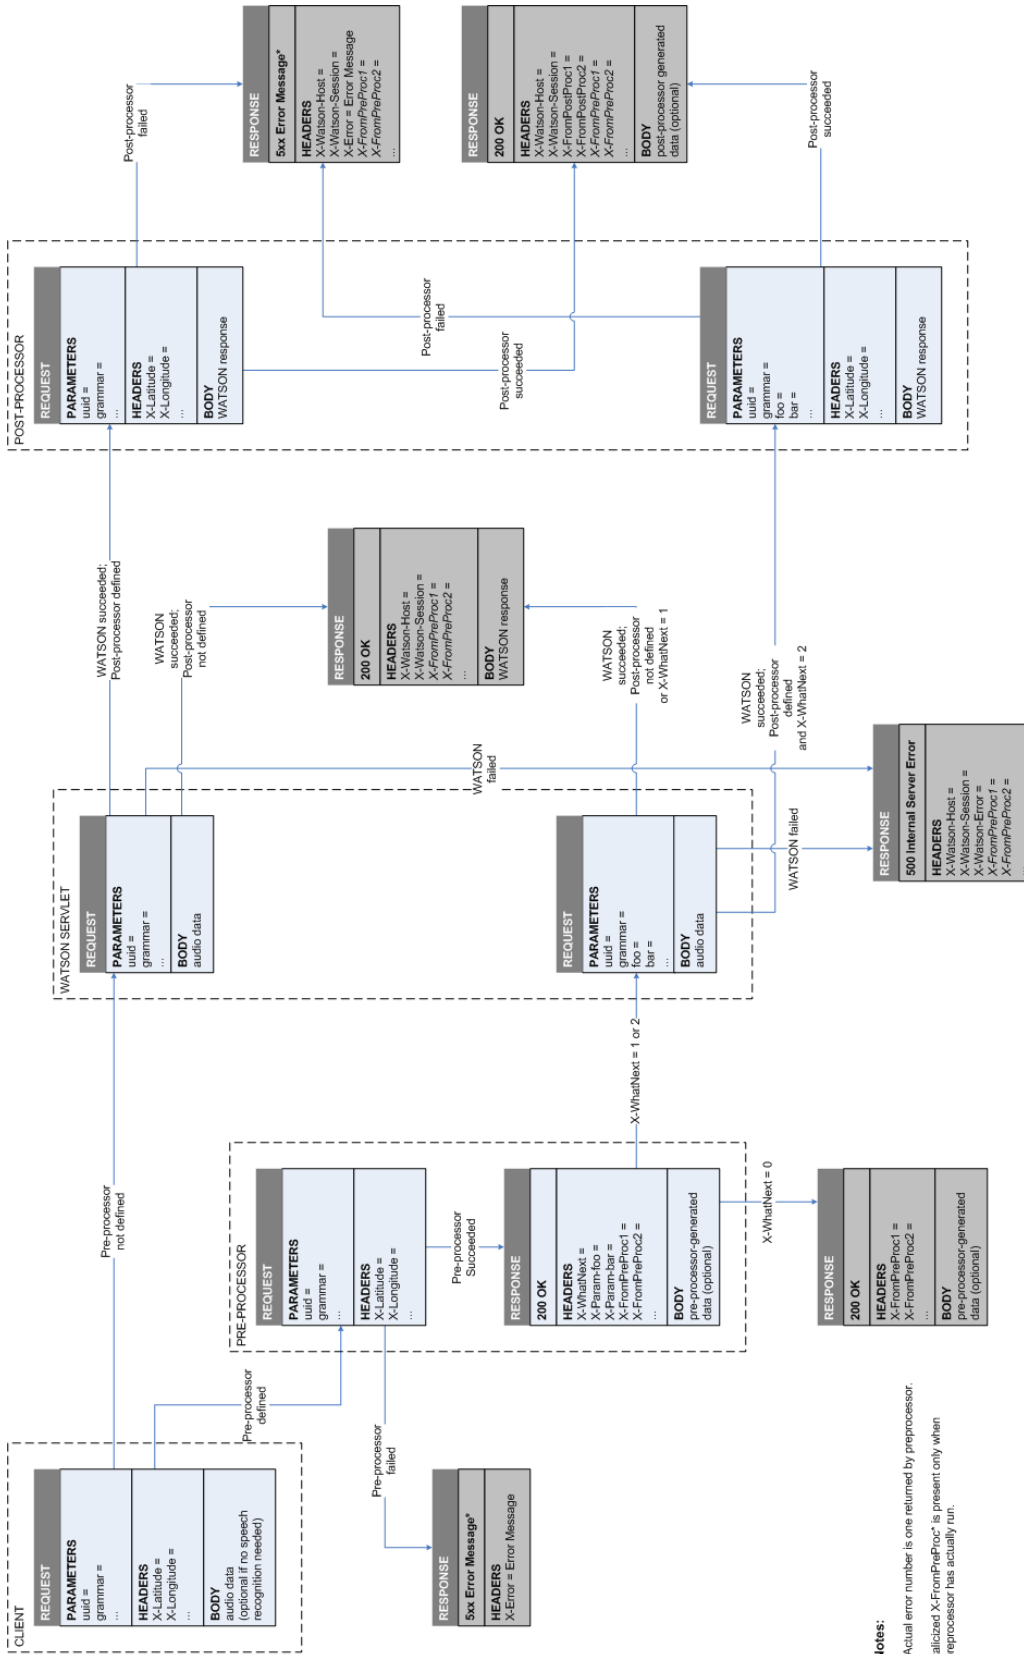 CLIENT
REQUEST
PARAMETERS
uuid =
grammar =
...
HEADERS
X-Latitude =
X-Longitude =
...
BODY
audio data
(optional if no speech
recognition needed)
Pre-processor
not defined
Pre-processor
defined
Pre-processor
failed
RESPONSE
5xx Error Message*
HEADERS
X-Error = Error Message
PRE-PROCESSOR
REQUEST
PARAMETERS
uuid =
grammar =
...
HEADERS
X-Latitude =
X-Longitude =
...
Pre-processor
Succeeded
RESPONSE
200 OK
HEADERS
X-WhatNext =
X-Param-foo =
X-Param-bar =
X-FromPreProc1 =
X-FromPreProc2 =
...
BODY
pre-processor-generated
data (optional)
X-WhatNext = 0
RESPONSE
200 OK
HEADERS
X-FromPreProc1 =
X-FromPreProc2 =
...
BODY
pre-processor-generated
data (optional)
X-WhatNext = 1 or 2
WATSON SERVLET
REQUEST
PARAMETERS
uuid =
grammar =
...
BODY
audio data
REQUEST
PARAMETERS
uuid =
grammar =
foo =
bar =
...
BODY
audio data
WATSON succeeded;
Post-processor defined
WATSON
succeeded;
Post-processor
not defined
WATSON
failed
WATSON failed
WATSON
succeeded;
Post-processor
not defined
or X-WhatNext = 1
WATSON
succeeded;
Post-processor
defined
and X-WhatNext = 2
RESPONSE
200 OK
HEADERS
X-Watson-Host =
X-Watson-Session =
X-FromPreProc1 =
X-FromPreProc2 =
...
BODY
WATSON response
RESPONSE
500 Internal Server Error
HEADERS
X-Watson-Host =
X-Watson-Session =
X-Watson-Error =
X-FromPreProc1 =
X-FromPreProc2 =
POST-PROCESSOR
REQUEST
PARAMETERS
uuid =
grammar =
...
HEADERS
X-Latitude =
X-Longitude =
...
BODY
WATSON response
REQUEST
PARAMETERS
uuid =
grammar =
foo =
bar =
...
HEADERS
X-Latitude =
X-Longitude =
...
BODY
WATSON response
Post-processor
failed
Post-processor
failed
Post-processor
succeeded
Post-processor
succeeded
RESPONSE
5xx Error Message*
HEADERS
X-Watson-Host =
X-Watson-Session =
X-Error = Error Message
X-FromPreProc1 =
X-FromPreProc2 =
...
RESPONSE
200 OK
HEADERS
X-Watson-Host =
X-Watson-Session =
X-FromPostProc1 =
X-FromPostProc2 =
X-FromPreProc1 =
X-FromPreProc2 =
...
BODY
post-processor generated
data (optional)
lotes:
Actual error number is one returned by preprocessor.
alicized X-FromPreProc* is present only when
reprocessor has actually run.